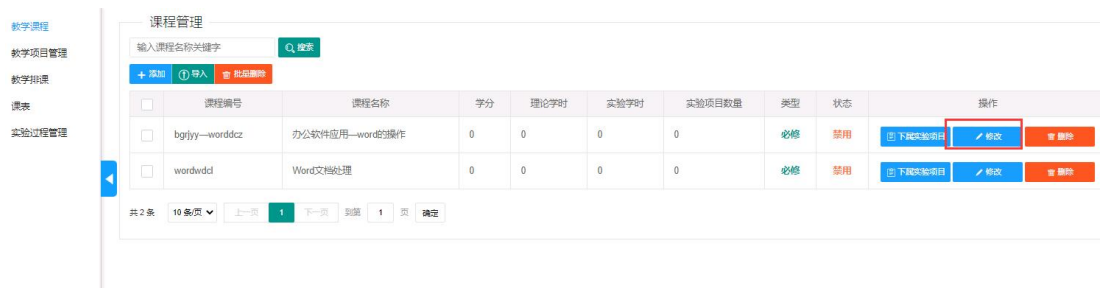 教学课程
教学项目管理
教学排课
课表
实验过程管理
课程管理
输入课程名称关键字 搜索
添加 导入 批量删除
课程编号 课程名称 学分 理论学时 实验学时 实验项目数量 类型 状态 操作
bgrjyy—worddcz 办公软件应用—word的操作 0 0 0 0 必修 禁用 下属实验项目 修改 删除
wordwdcl Word文档处理 0 0 0 0 必修 禁用 下属实验项目 修改 删除
共 2 条 10 条/页 上一页 1 下一页 到第 1 页 确定